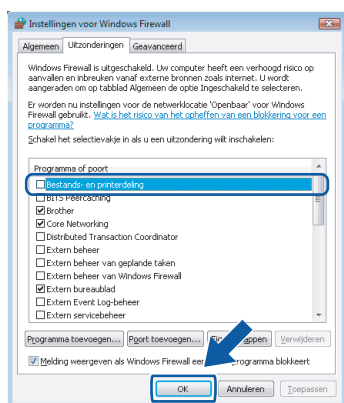 Instellingen voor Windows Firewall
Algemeen Uitzonderingen Geavanceerd
Windows Firewall is uitgeschakeld. Uw computer heeft een verhoogd risico op
aanvallen en inbreuken vanaf externe bronnen zoals internet. U wordt
aangeraden om op tabblad Algemeen de optie Ingeschakeld te selecteren.
Er worden nu instellingen voor de netwerklocatie 'Openbaar' voor Windows
Firewall gebruikt. Wat is het risico van het opheffen van een blokkering voor een
programma?
Schakel het selectievakje in als u een uitzondering wilt inschakelen:
Programma of poort
Bestands- en printerdeling
BITS Peercaching
Brother
Core Networking
Distributed Transaction Coordinator
Extern beheer
Extern beheer van geplande taken
Extern beheer van Windows Firewall
Extern bureaublad
Extern Event Log-beheer
Extern servicebeheer
Programma toevoegen... Poort toevoegen... Verwijderen
Melding weergeven als Windows Firewall programma blokkeert
OK Annuleren Toepassen